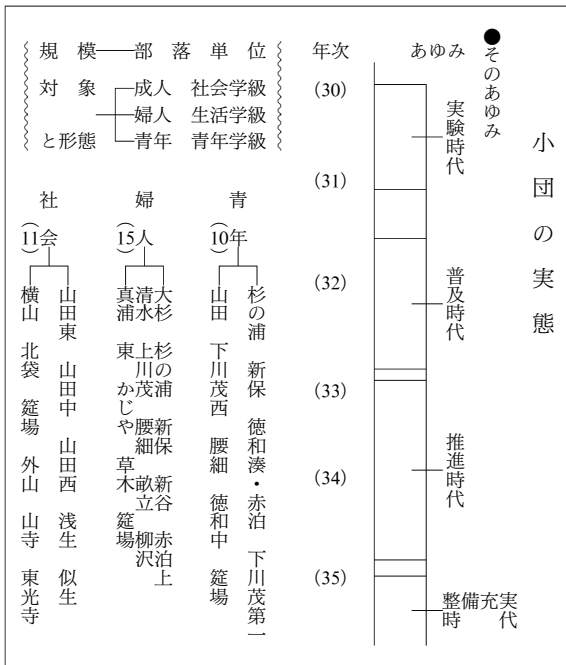 小団の実態
●そのあゆみ
あゆみ
実験時代
普及時代
推進時代
整備充実時代
年次
(30)
(31)
(32)
(33)
(34)
(35)
規模──部落単位
対象と形態
成人 社会学級
婦人 生活学級
青年 青年学級
青年(10)
杉の浦 新保 徳和湊・赤泊 下川茂第一
山田 下川茂西 腰細 徳和中 筵場
婦人(15)
大杉 杉の浦 新保 新谷 赤泊上
清水 上川茂 腰細 畝立 柳沢
真浦 東 かじや 草木 筵場
社会(11)
山田東 山田中 山田西 浅生 似生
横山 北袋 筵場 外山 山寺 東光寺